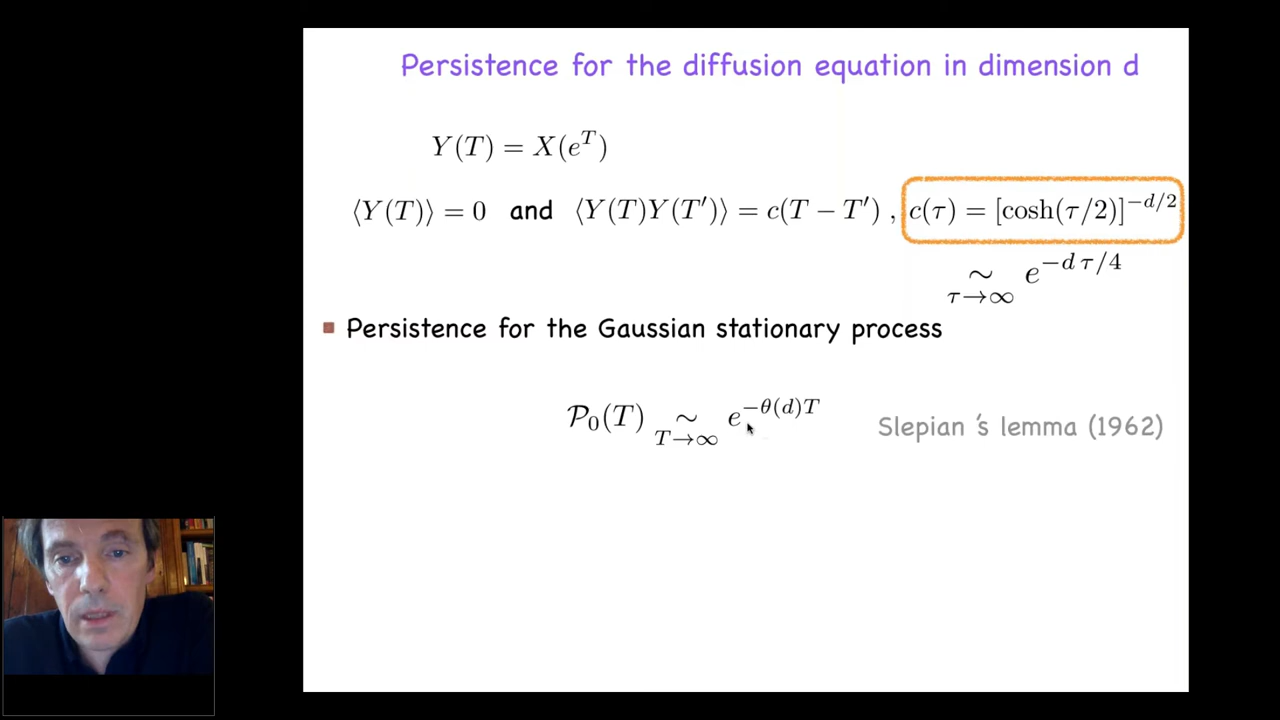 Persistence for the diffusion equation in dimension d
Y(T) = X(e^T)
⟨Y(T)⟩ = 0 and ⟨Y(T)Y(T′)⟩ = c(T − T′) , c(τ) = [cosh(τ/2)]^{−d/2}
∼_{τ→∞} e^{−d τ/4}
Persistence for the Gaussian stationary process
𝒫₀(T) ∼_{T→∞} e^{−θ(d)T}
Slepian 's lemma (1962)